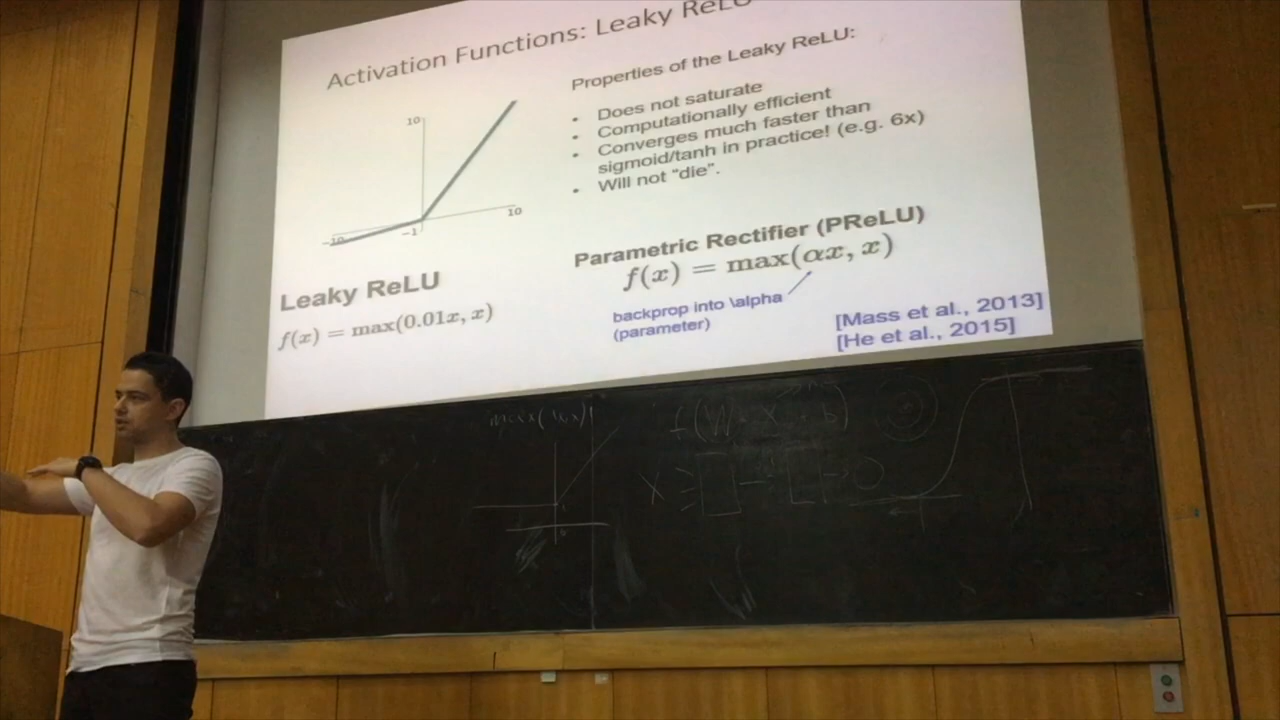 Activation Functions: Leaky ReLU
Properties of the Leaky ReLU:
• Does not saturate
• Computationally efficient
• Converges much faster than
sigmoid/tanh in practice! (e.g. 6x)
• Will not "die".
10
-10
-1
10
Leaky ReLU
f(x) = max(0.01x, x)
Parametric Rectifier (PReLU)
f(x) = max(αx, x)
backprop into \alpha
(parameter)
[Mass et al., 2013]
[He et al., 2015]